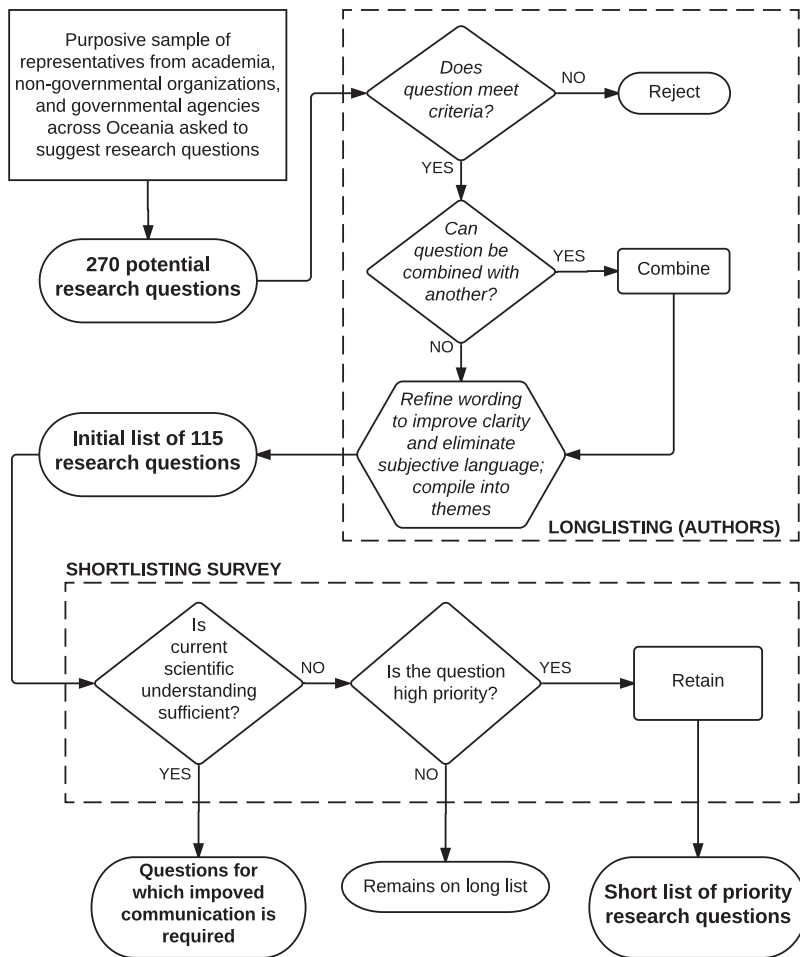 Purposive sample of
representatives from academia,
non-governmental organizations,
and governmental agencies
across Oceania asked to
suggest research questions
270 potential
research questions
Does
question meet
criteria?
NO
Reject
YES
Can
question be
combined with
another?
YES
Combine
NO
Refine wording
to improve clarity
and eliminate
subjective language;
compile into
themes
LONGLISTING (AUTHORS)
Initial list of 115
research questions
SHORTLISTING SURVEY
Is
current
scientific
understanding
sufficient?
NO
Is the question
high priority?
YES
Retain
YES
NO
Questions for
which impoved
communication is
required
Remains on long list
Short list of priority
research questions